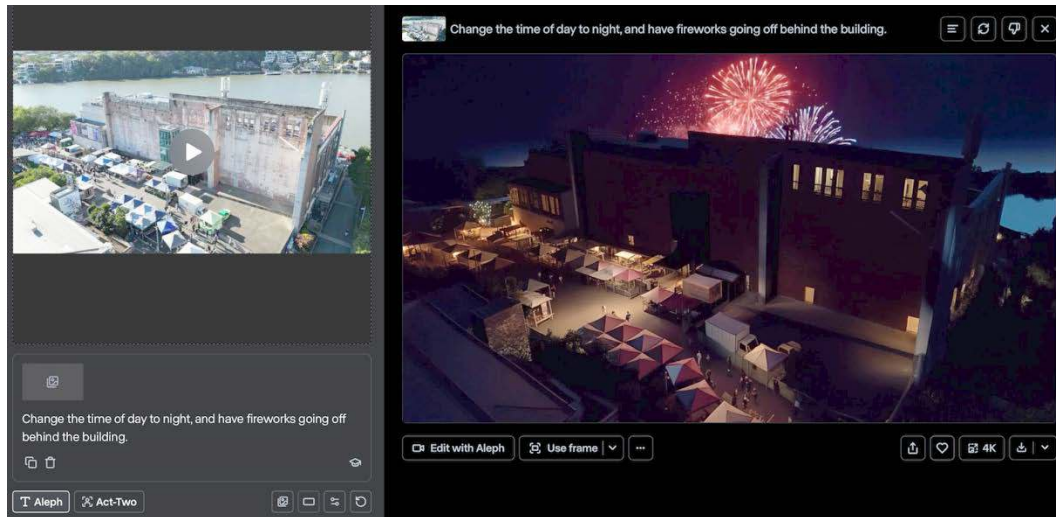 Change the time of day to night, and have fireworks going off
behind the building.
T Aleph
Act-Two
Change the time of day to night, and have fireworks going off behind the building.
Edit with Aleph
Use frame
4K